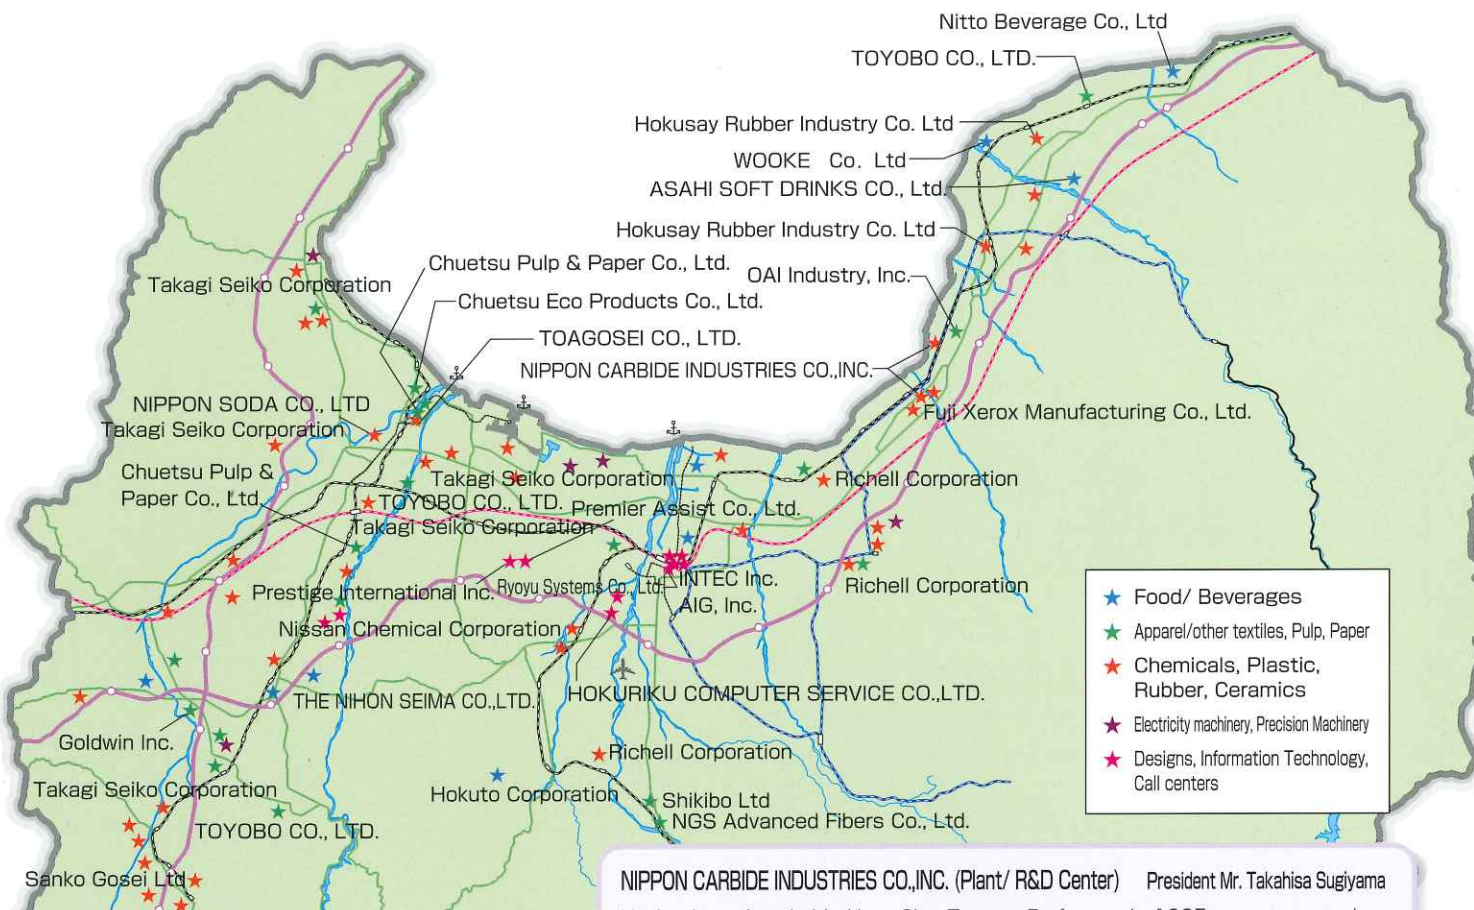 Nitto Beverage Co., Ltd
TOYOBO CO., LTD.
Hokusay Rubber Industry Co. Ltd
WOOKE Co. Ltd
ASAHI SOFT DRINKS CO., Ltd.
Hokusay Rubber Industry Co. Ltd
Chuetsu Pulp & Paper Co., Ltd.
OAI Industry, Inc.
Takagi Seiko Corporation
Chuetsu Eco Products Co., Ltd.
TOAGOSEI CO., LTD.
NIPPON CARBIDE INDUSTRIES CO.,INC.
NIPPON SODA CO., LTD
Fuji Xerox Manufacturing Co., Ltd.
Takagi Seiko Corporation
Chuetsu Pulp &
Paper Co., Ltd.
Takagi Seiko Corporation
Richell Corporation
TOYOBO CO., LTD.
Premier Assist Co., Ltd.
Takagi Seiko Corporation
Prestige International Inc.
Ryoyu Systems Co., Ltd.
INTEC Inc.
AIG, Inc.
Richell Corporation
Nissan Chemical Corporation
THE NIHON SEIMA CO.,LTD.
HOKURIKU COMPUTER SERVICE CO.,LTD.
Goldwin Inc.
Richell Corporation
Takagi Seiko Corporation
Hokuto Corporation
Shikibo Ltd
TOYOBO CO., LTD.
NGS Advanced Fibers Co., Ltd.
Sanko Gosei Ltd
Food/ Beverages
Apparel/other textiles, Pulp, Paper
Chemicals, Plastic,
Rubber, Ceramics
Electricity machinery, Precision Machinery
Designs, Information Technology,
Call centers
NIPPON CARBIDE INDUSTRIES CO.,INC. (Plant/ R&D Center) President Mr. Takahisa Sugiyama